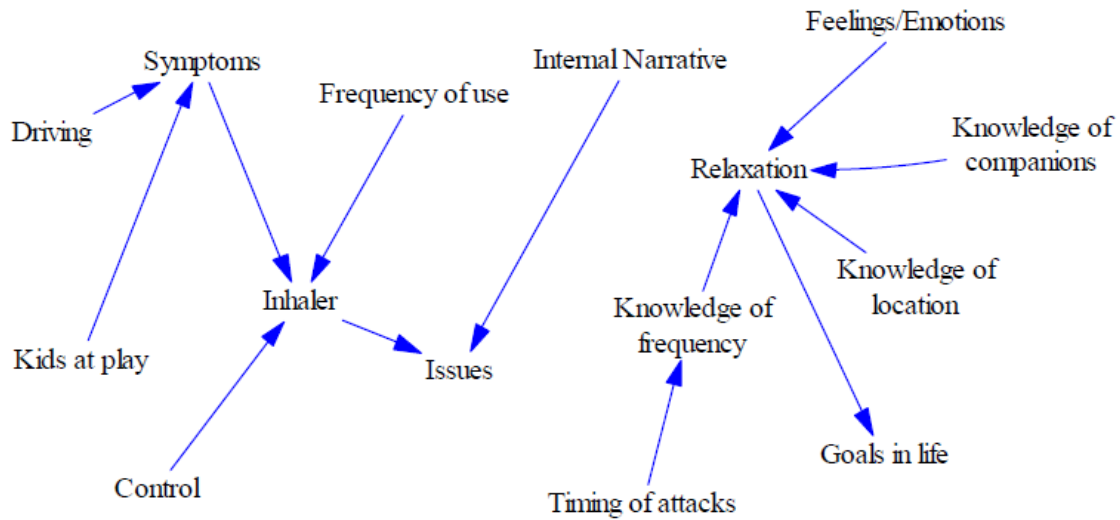 Feelings/Emotions
Symptoms
Internal Narrative
Frequency of use
Driving
Knowledge of
companions
Relaxation
Knowledge of
location
Inhaler
Knowledge of
frequency
Kids at play
Issues
Goals in life
Control
Timing of attacks